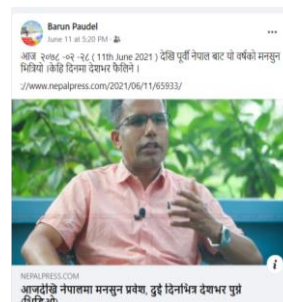 Barun Paudel
June 11 at 5:20 PM ·
आज २०७८ -०२ -२८ ( 11th June 2021 ) देखि पूर्वी नेपाल बाट यो वर्षको मनसुन
भित्रियो ।केहि दिनमा देशभर फैलिने ।
://www.nepalpress.com/2021/06/11/65933/
NEPALPRESS.COM
आजदेखि नेपालमा मनसुन प्रवेश, दुई दिनभित्र देशभर पुग्ने